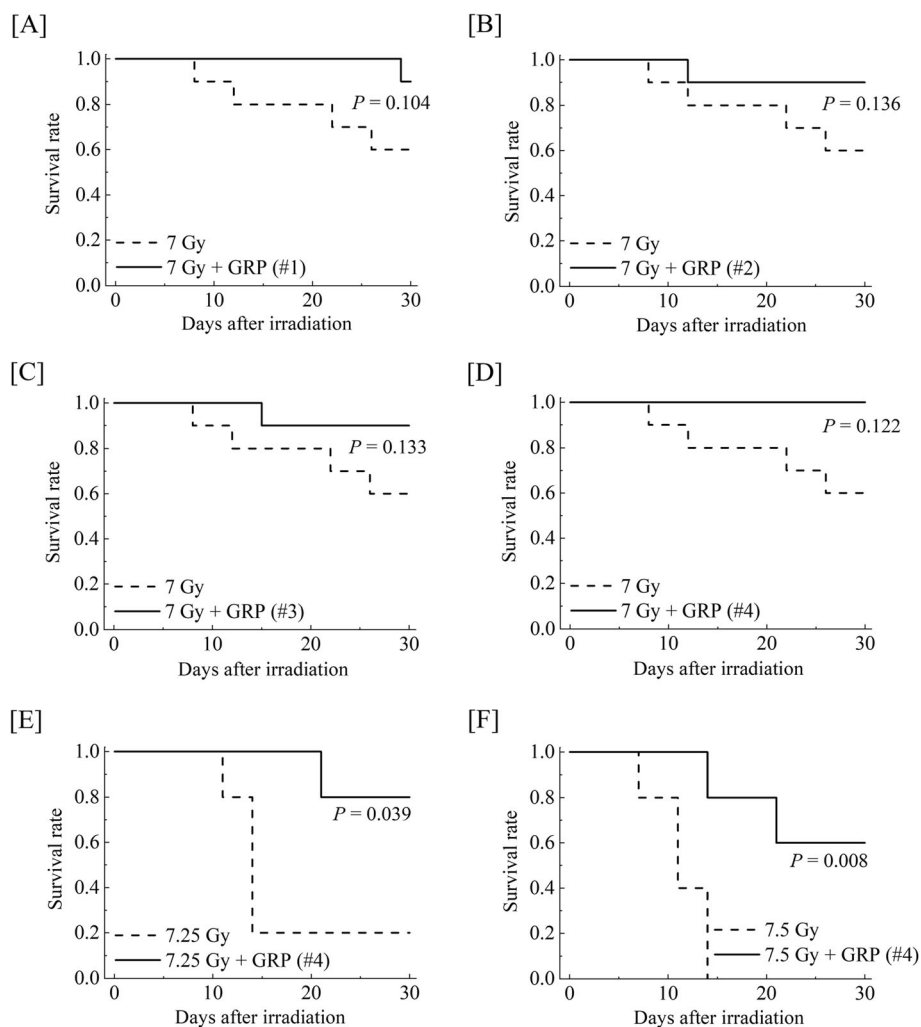 [A]
1.0
0.8
0.6
0.4
0.2
0.0
Survival rate
P = 0.104
7 Gy
7 Gy + GRP (#1)
0 10 20 30
Days after irradiation
[B]
1.0
0.8
0.6
0.4
0.2
0.0
Survival rate
P = 0.136
7 Gy
7 Gy + GRP (#2)
0 10 20 30
Days after irradiation
[C]
1.0
0.8
0.6
0.4
0.2
0.0
Survival rate
P = 0.133
7 Gy
7 Gy + GRP (#3)
0 10 20 30
Days after irradiation
[D]
1.0
0.8
0.6
0.4
0.2
0.0
Survival rate
P = 0.122
7 Gy
7 Gy + GRP (#4)
0 10 20 30
Days after irradiation
[E]
1.0
0.8
0.6
0.4
0.2
0.0
Survival rate
P = 0.039
7.25 Gy
7.25 Gy + GRP (#4)
0 10 20 30
Days after irradiation
[F]
1.0
0.8
0.6
0.4
0.2
0.0
Survival rate
P = 0.008
7.5 Gy
7.5 Gy + GRP (#4)
0 10 20 30
Days after irradiation